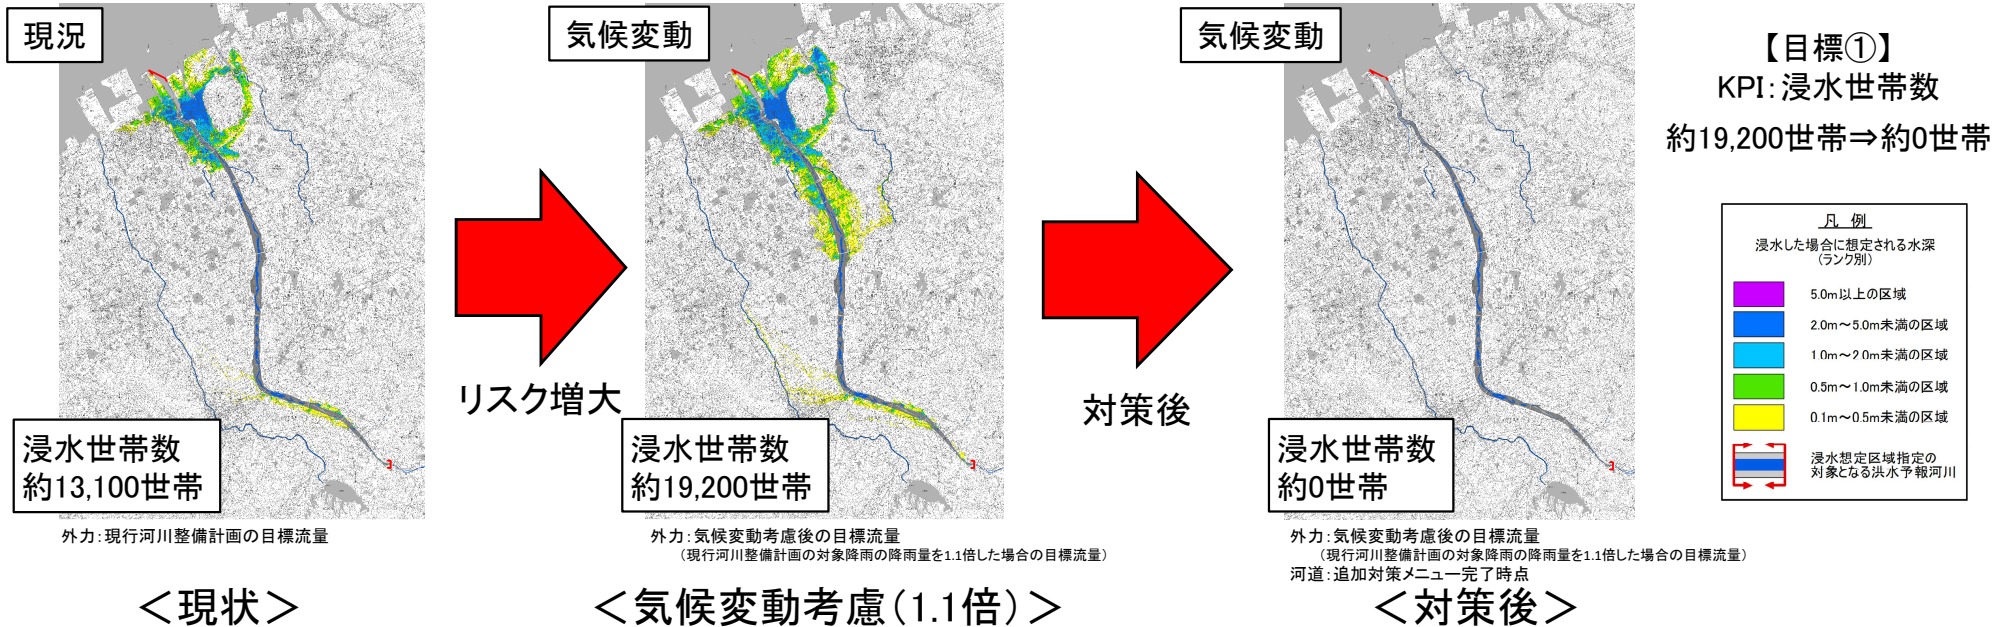 現況
浸水世帯数
約13,100世帯
外力:現行河川整備計画の目標流量
＜現状＞
リスク増大
気候変動
浸水世帯数
約19,200世帯
外力:気候変動考慮後の目標流量
(現行河川整備計画の対象降雨の降雨量を1.1倍した場合の目標流量)
＜気候変動考慮(1.1倍)＞
対策後
気候変動
浸水世帯数
約0世帯
外力:気候変動考慮後の目標流量
(現行河川整備計画の対象降雨の降雨量を1.1倍した場合の目標流量)
河道:追加対策メニュー完了時点
＜対策後＞
【目標①】
KPI:浸水世帯数
約19,200世帯⇒約0世帯
凡 例
浸水した場合に想定される水深
(ランク別)
5.0m以上の区域
2.0m～5.0m未満の区域
1.0m～2.0m未満の区域
0.5m～1.0m未満の区域
0.1m～0.5m未満の区域
浸水想定区域指定の
対象となる洪水予報河川